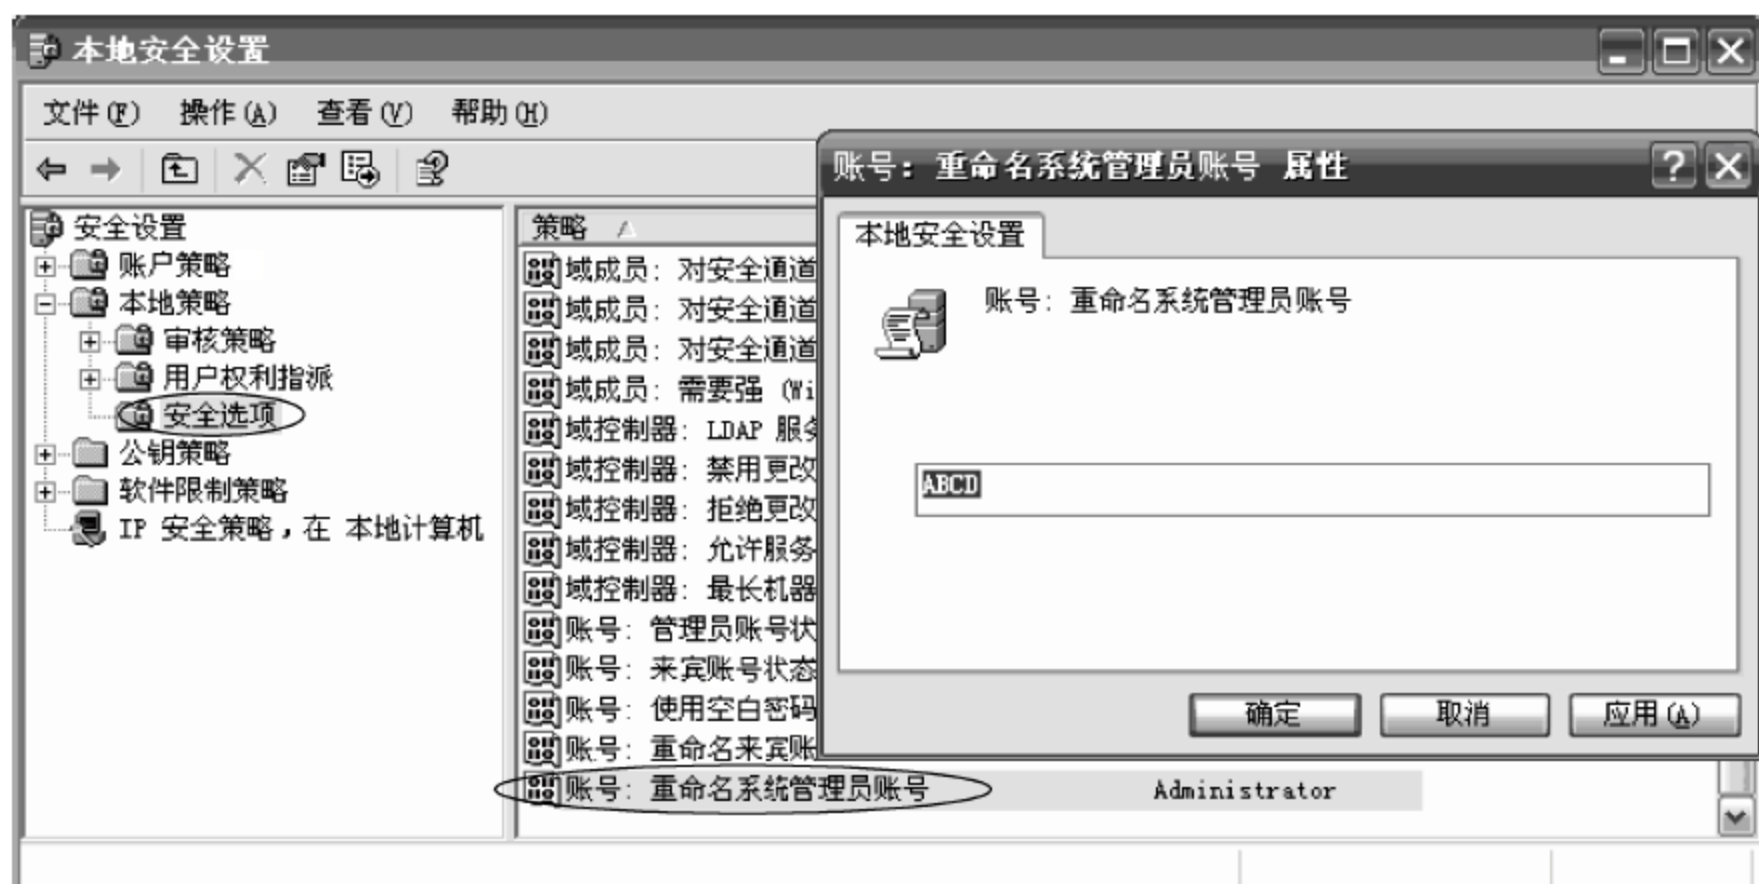 本地安全设置
文件(F) 操作(A) 查看(V) 帮助(H)
安全设置
账户策略
本地策略
审核策略
用户权利指派
安全选项
公钥策略
软件限制策略
IP 安全策略，在 本地计算机
策略
域成员: 对安全通道
域成员: 对安全通道
域成员: 对安全通道
域成员: 需要强 (Wi
域控制器: LDAP 服务
域控制器: 禁用更改
域控制器: 拒绝更改
域控制器: 允许服务
域控制器: 最长机器
账号: 管理员账号状
账号: 来宾账号状态
账号: 使用空白密码
账号: 重命名来宾账
账号: 重命名系统管理员账号 Administrator
账号: 重命名系统管理员账号 属性
本地安全设置
账号: 重命名系统管理员账号
ABCD
确定 取消 应用(A)